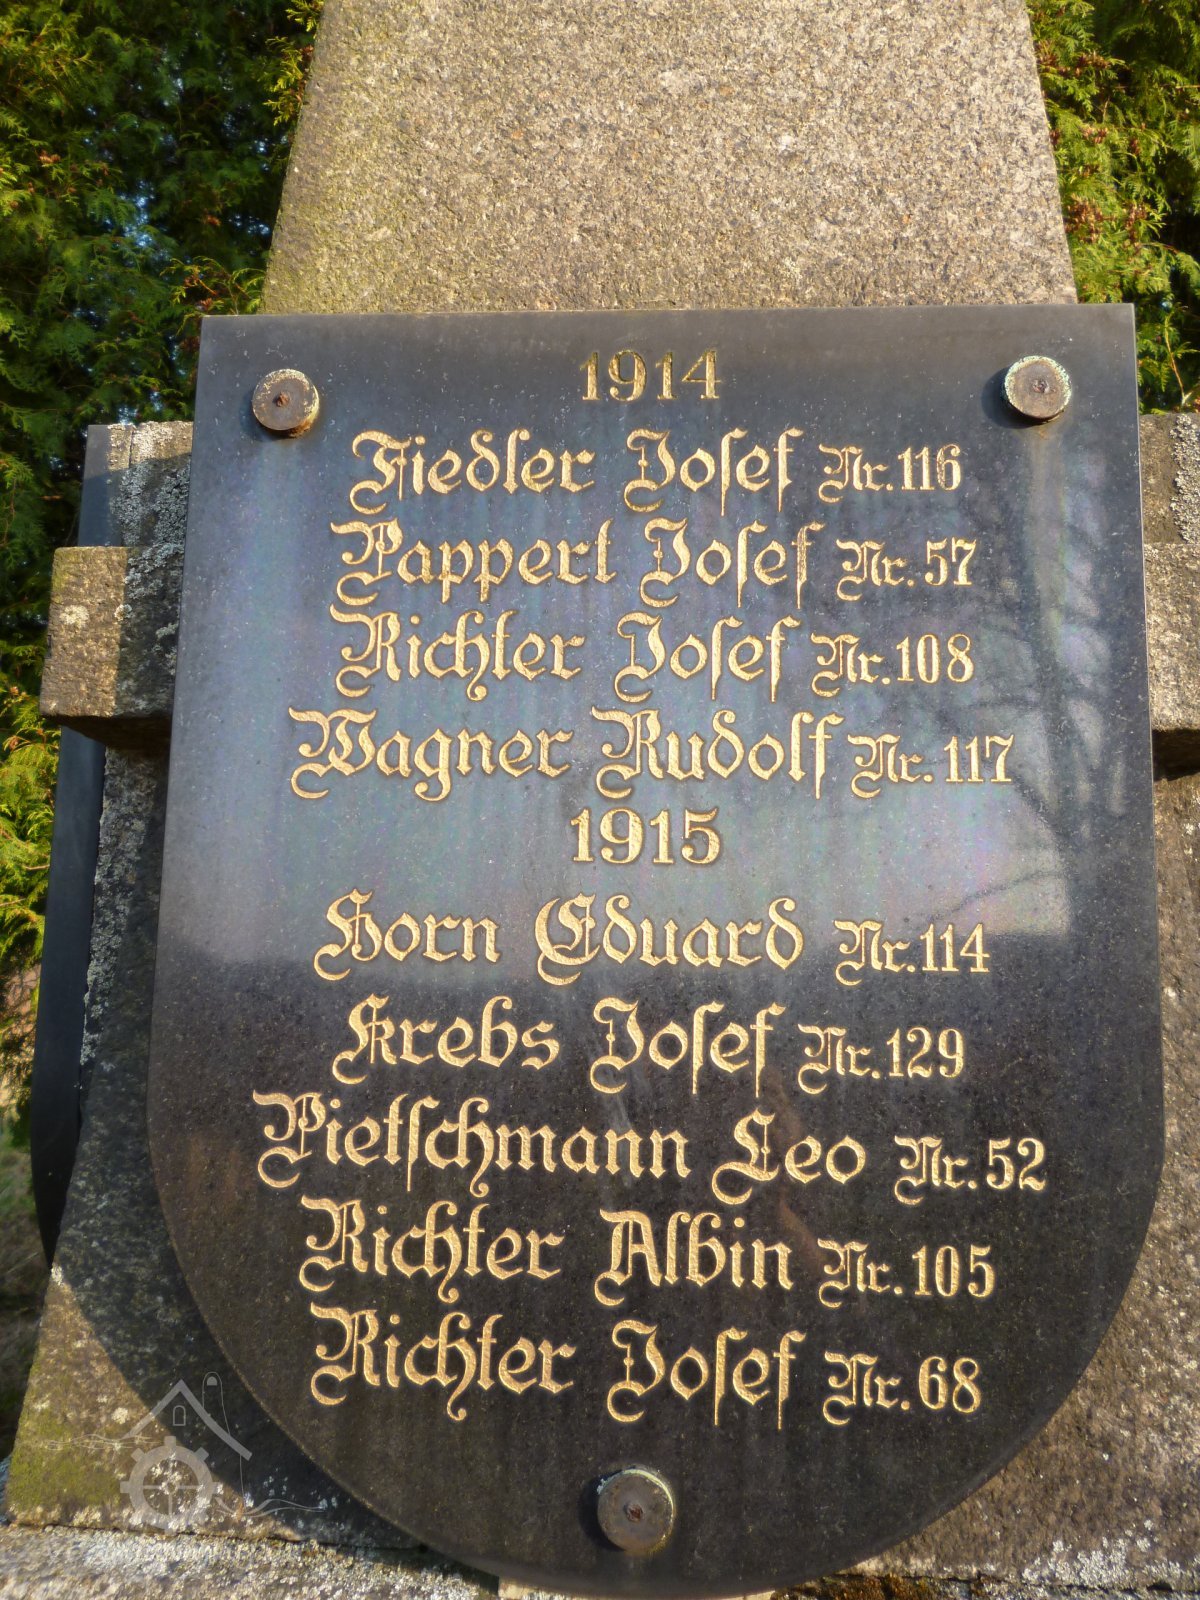 1914
Fiedler Josef Nr. 116
Pappert Josef Nr. 57
Richter Josef Nr. 108
Wagner Rudolf Nr. 117
1915
Horn Eduard Nr. 114
Krebs Josef Nr. 129
Pietschmann Leo Nr. 52
Richter Albin Nr. 105
Richter Josef Nr. 68